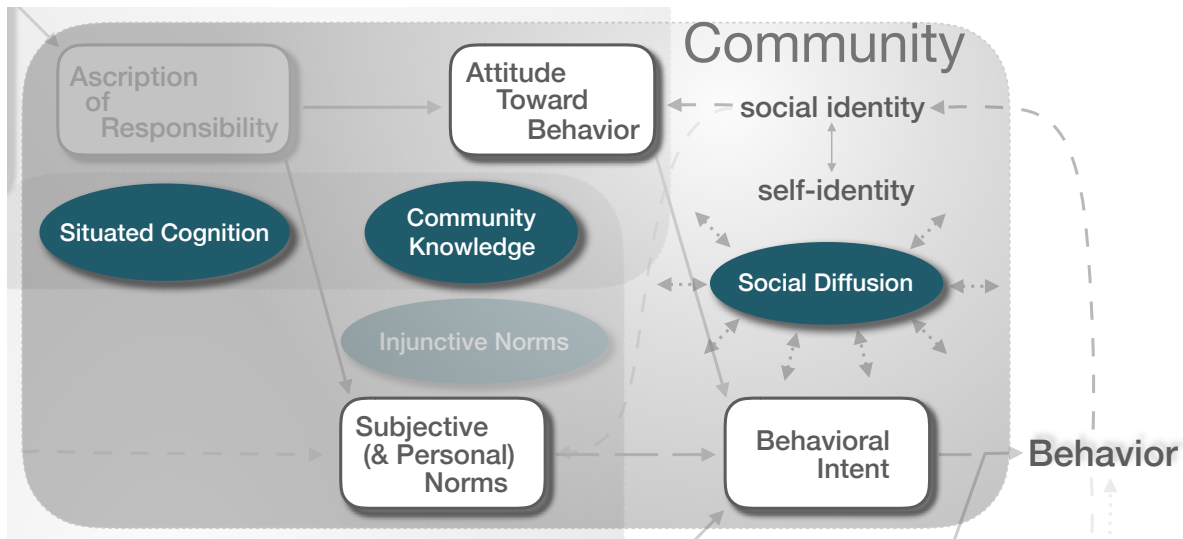 Community
Ascription
of
Responsibility
Attitude
Toward
Behavior
social identity
self-identity
Situated Cognition
Community
Knowledge
Social Diffusion
Injunctive Norms
Subjective
(& Personal)
Norms
Behavioral
Intent
Behavior